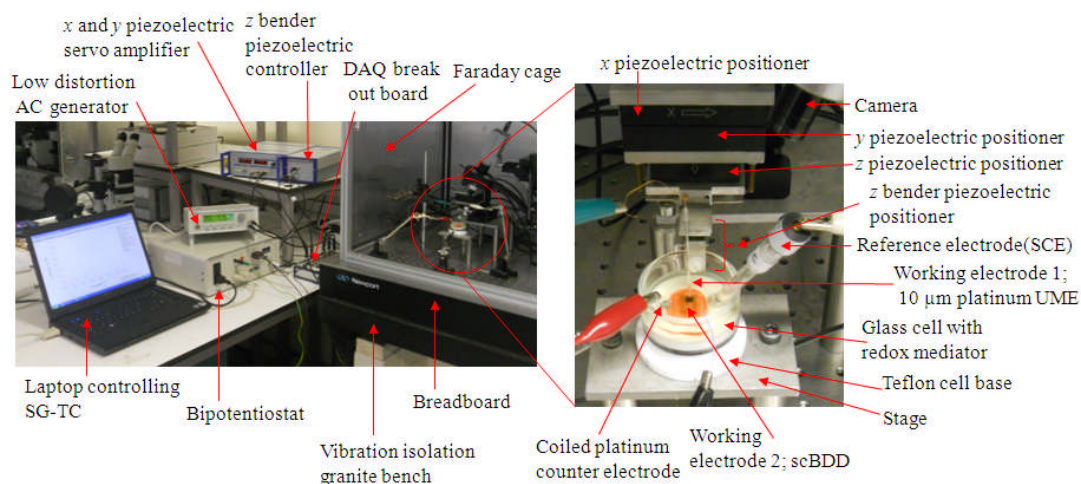 x and y piezoelectric
servo amplifier
z bender
piezoelectric
controller
Low distortion
AC generator
DAQ break
out board
Faraday cage
Newport
Laptop controlling
SG-TC
Bipotentiostat
Vibration isolation
granite bench
Breadboard
x piezoelectric positioner
X
Camera
y piezoelectric positioner
z piezoelectric positioner
z bender piezoelectric
positioner
Reference electrode(SCE)
Working electrode 1;
10 µm platinum UME
Glass cell with
redox mediator
Teflon cell base
Stage
Coiled platinum
counter electrode
Working
electrode 2; scBDD